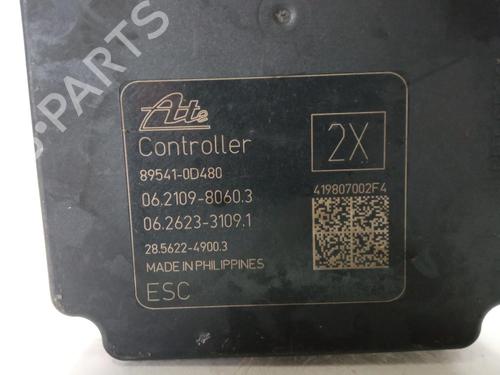 Ate
Controller
2X
89541-0D480
419807002F4
06.2109-8060.3
06.2623-3109.1
28.5622-4900.3
MADE IN PHILIPPINES
ESC
B-PARTS